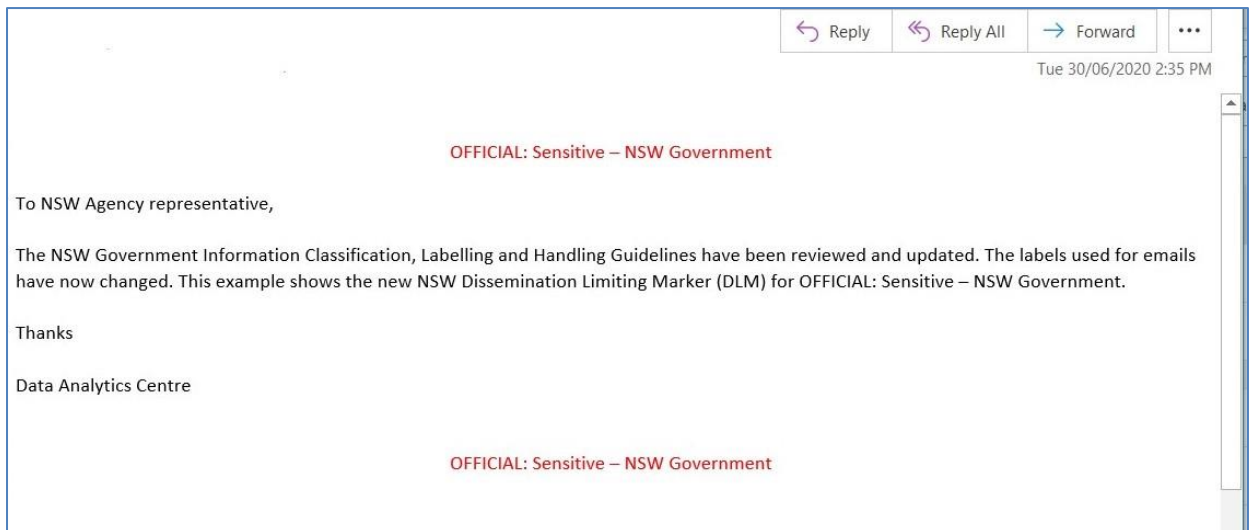 Reply Reply All Forward
Tue 30/06/2020 2:35 PM
OFFICIAL: Sensitive – NSW Government
To NSW Agency representative,
The NSW Government Information Classification, Labelling and Handling Guidelines have been reviewed and updated. The labels used for emails
have now changed. This example shows the new NSW Dissemination Limiting Marker (DLM) for OFFICIAL: Sensitive – NSW Government.
Thanks
Data Analytics Centre
OFFICIAL: Sensitive – NSW Government